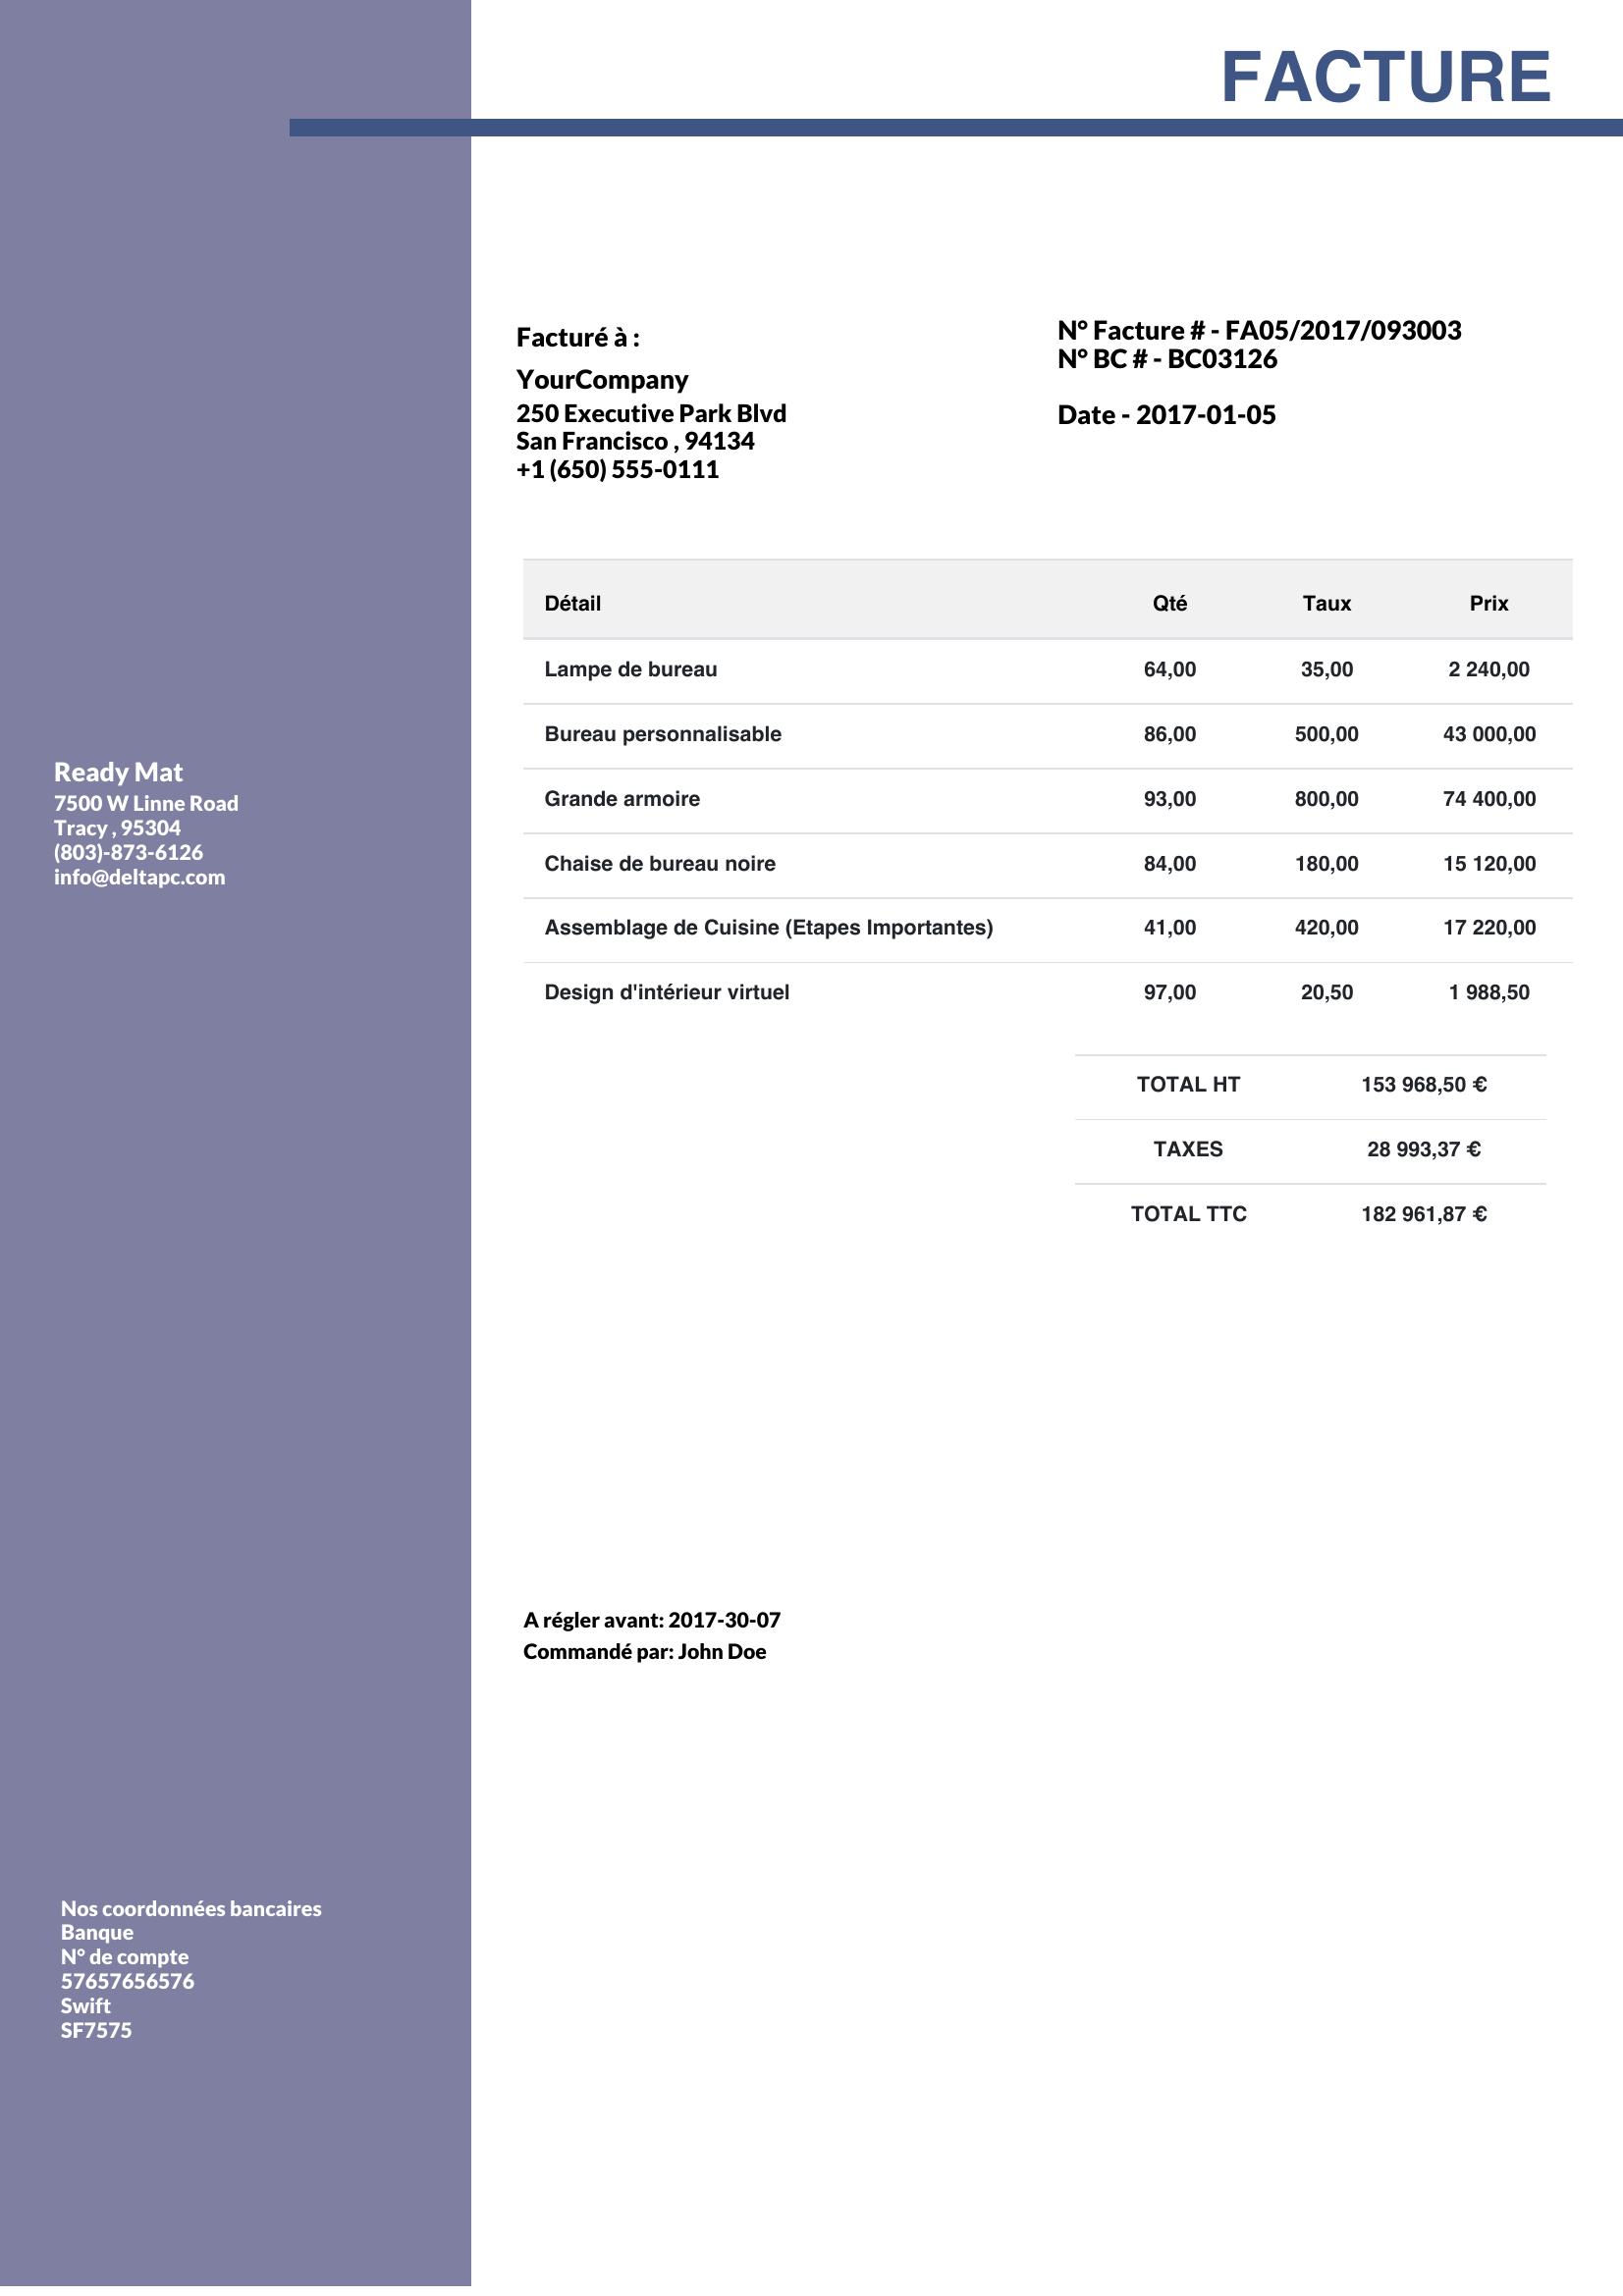 FACTURE
Facturé à :
YourCompany
250 Executive Park Blvd
San Francisco , 94134
+1 (650) 555-0111
N° Facture # - FA05/2017/093003
N° BC # - BC03126
Date - 2017-01-05
Détail Qté Taux Prix
Lampe de bureau 64,00 35,00 2 240,00
Bureau personnalisable 86,00 500,00 43 000,00
Grande armoire 93,00 800,00 74 400,00
Chaise de bureau noire 84,00 180,00 15 120,00
Assemblage de Cuisine (Etapes Importantes) 41,00 420,00 17 220,00
Design d'intérieur virtuel 97,00 20,50 1 988,50
TOTAL HT 153 968,50 €
TAXES 28 993,37 €
TOTAL TTC 182 961,87 €
Ready Mat
7500 W Linne Road
Tracy , 95304
(803)-873-6126
info@deltapc.com
A régler avant: 2017-30-07
Commandé par: John Doe
Nos coordonnées bancaires
Banque
N° de compte
57657656576
Swift
SF7575